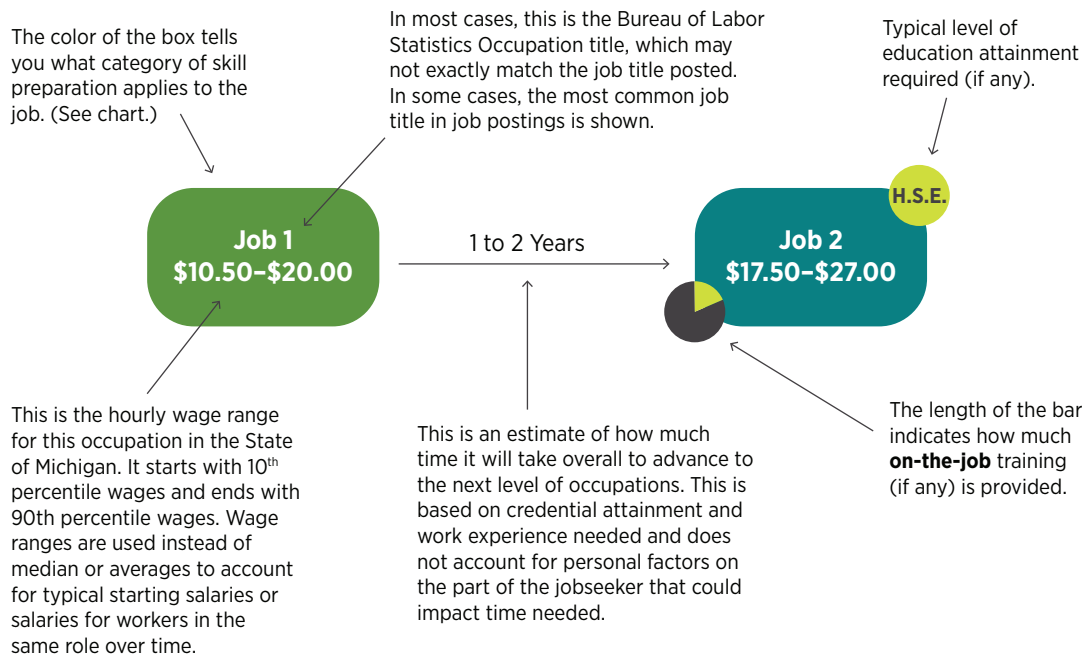 The color of the box tells
you what category of skill
preparation applies to the
job. (See chart.)
In most cases, this is the Bureau of Labor
Statistics Occupation title, which may
not exactly match the job title posted.
In some cases, the most common job
title in job postings is shown.
Typical level of
education attainment
required (if any).
Job 1
$10.50–$20.00
1 to 2 Years
H.S.E.
Job 2
$17.50–$27.00
This is the hourly wage range
for this occupation in the State
of Michigan. It starts with 10th
percentile wages and ends with
90th percentile wages. Wage
ranges are used instead of
median or averages to account
for typical starting salaries or
salaries for workers in the
same role over time.
This is an estimate of how much
time it will take overall to advance to
the next level of occupations. This is
based on credential attainment and
work experience needed and does
not account for personal factors on
the part of the jobseeker that could
impact time needed.
The length of the bar
indicates how much
on-the-job training
(if any) is provided.